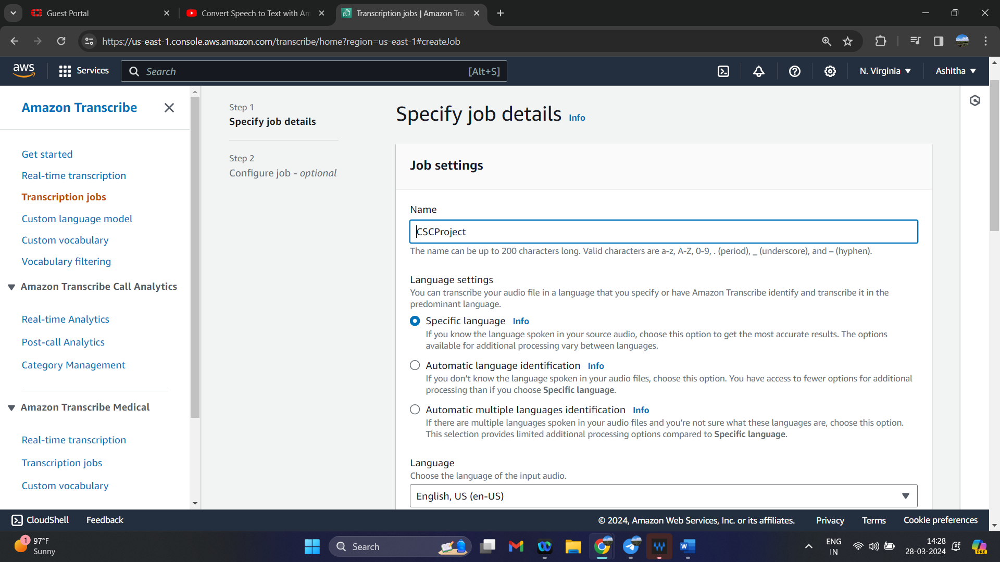 Guest Portal
Convert Speech to Text with Am
Transcription jobs | Amazon Tra
https://us-east-1.console.aws.amazon.com/transcribe/home?region=us-east-1#createJob
aws
Services
Search
[Alt+S]
N. Virginia
Ashitha
Amazon Transcribe
Get started
Real-time transcription
Transcription jobs
Custom language model
Custom vocabulary
Vocabulary filtering
Amazon Transcribe Call Analytics
Real-time Analytics
Post-call Analytics
Category Management
Amazon Transcribe Medical
Real-time transcription
Transcription jobs
Custom vocabulary
Step 1
Specify job details
Step 2
Configure job - optional
Specify job details Info
Job settings
Name
CSCProject
The name can be up to 200 characters long. Valid characters are a-z, A-Z, 0-9, . (period), _ (underscore), and – (hyphen).
Language settings
You can transcribe your audio file in a language that you specify or have Amazon Transcribe identify and transcribe it in the
predominant language.
Specific language Info
If you know the language spoken in your source audio, choose this option to get the most accurate results. The options
available for additional processing vary between languages.
Automatic language identification Info
If you don’t know the language spoken in your audio files, choose this option. You have access to fewer options for additional
processing than if you choose Specific language.
Automatic multiple languages identification Info
If there are multiple languages spoken in your audio files and you’re not sure what these languages are, choose this option.
This selection provides limited additional processing options compared to Specific language.
Language
Choose the language of the input audio.
English, US (en-US)
CloudShell
Feedback
© 2024, Amazon Web Services, Inc. or its affiliates.
Privacy
Terms
Cookie preferences
1
97°F
Sunny
Search
W
ENG
IN
14:28
28-03-2024
PRE